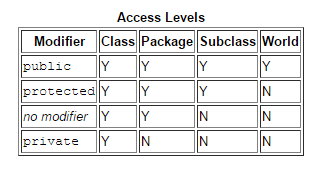 Access Levels
Modifier Class Package Subclass World
public Y Y Y Y
protected Y Y Y N
no modifier Y Y N N
private Y N N N